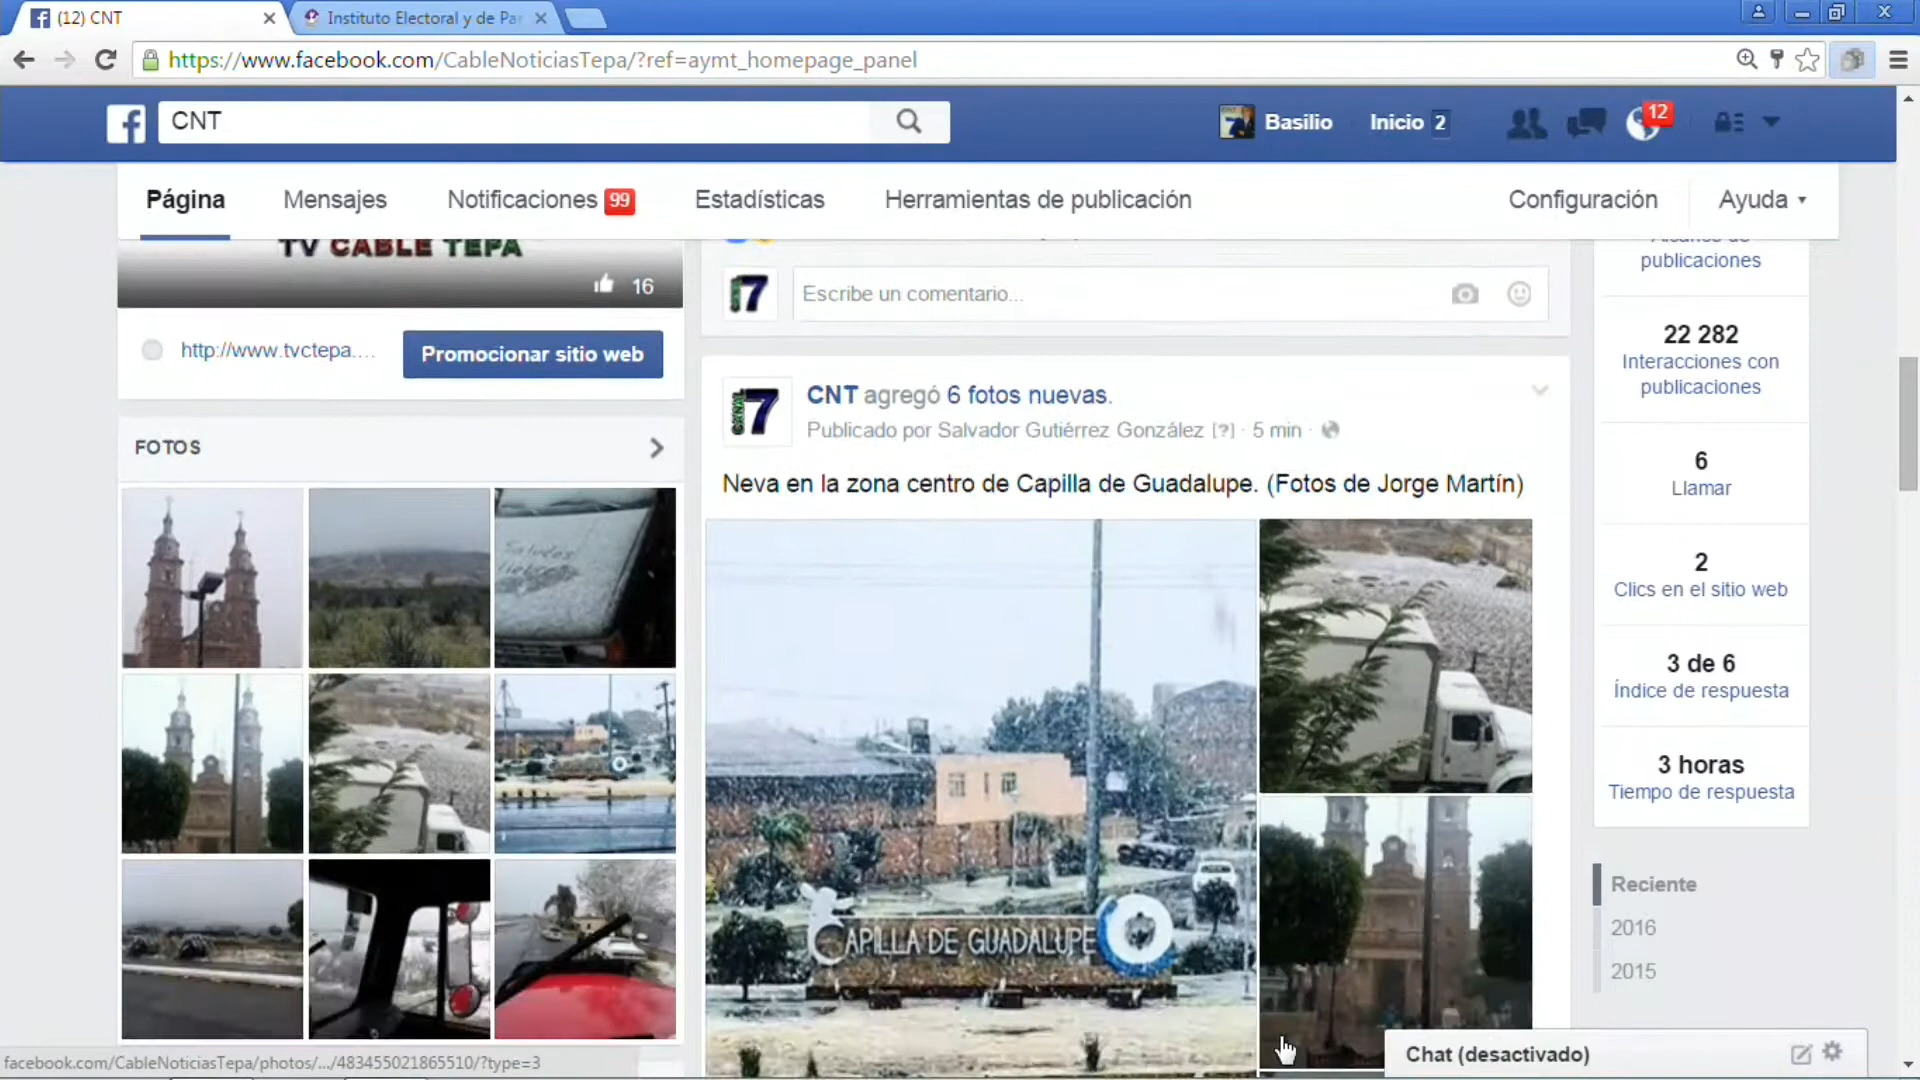 (12) CNT
Instituto Electoral y de Pa
https://www.facebook.com/CableNoticiasTepa/?ref=aymt_homepage_panel
CNT
Basilio
Inicio 2
12
Página
Mensajes
Notificaciones 99
Estadísticas
Herramientas de publicación
Configuración
Ayuda
TV CABLE TEPA
16
http://www.tvctepa....
Promocionar sitio web
FOTOS
7
Escribe un comentario...
CANAL 7
CNT agregó 6 fotos nuevas.
Publicado por Salvador Gutiérrez González [?] · 5 min ·
Neva en la zona centro de Capilla de Guadalupe. (Fotos de Jorge Martín)
CAPILLA DE GUADALUPE
publicaciones
22 282
Interacciones con
publicaciones
6
Llamar
2
Clics en el sitio web
3 de 6
Índice de respuesta
3 horas
Tiempo de respuesta
Reciente
2016
2015
Chat (desactivado)
facebook.com/CableNoticiasTepa/photos/.../483455021865510/?type=3